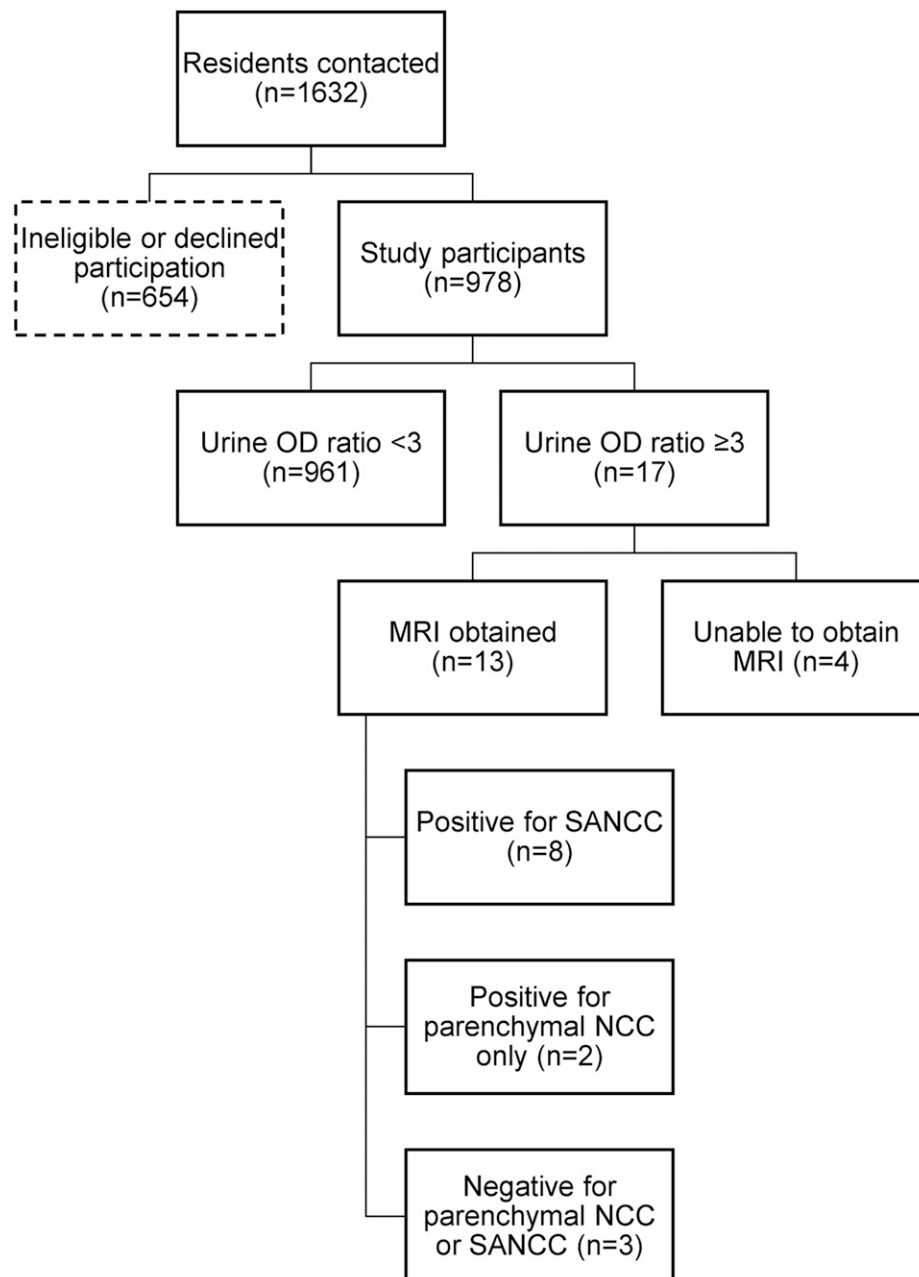 Residents contacted
(n=1632)
Ineligible or declined
participation
(n=654)
Study participants
(n=978)
Urine OD ratio <3
(n=961)
Urine OD ratio ≥3
(n=17)
MRI obtained
(n=13)
Unable to obtain
MRI (n=4)
Positive for SANCC
(n=8)
Positive for
parenchymal NCC
only (n=2)
Negative for
parenchymal NCC
or SANCC (n=3)